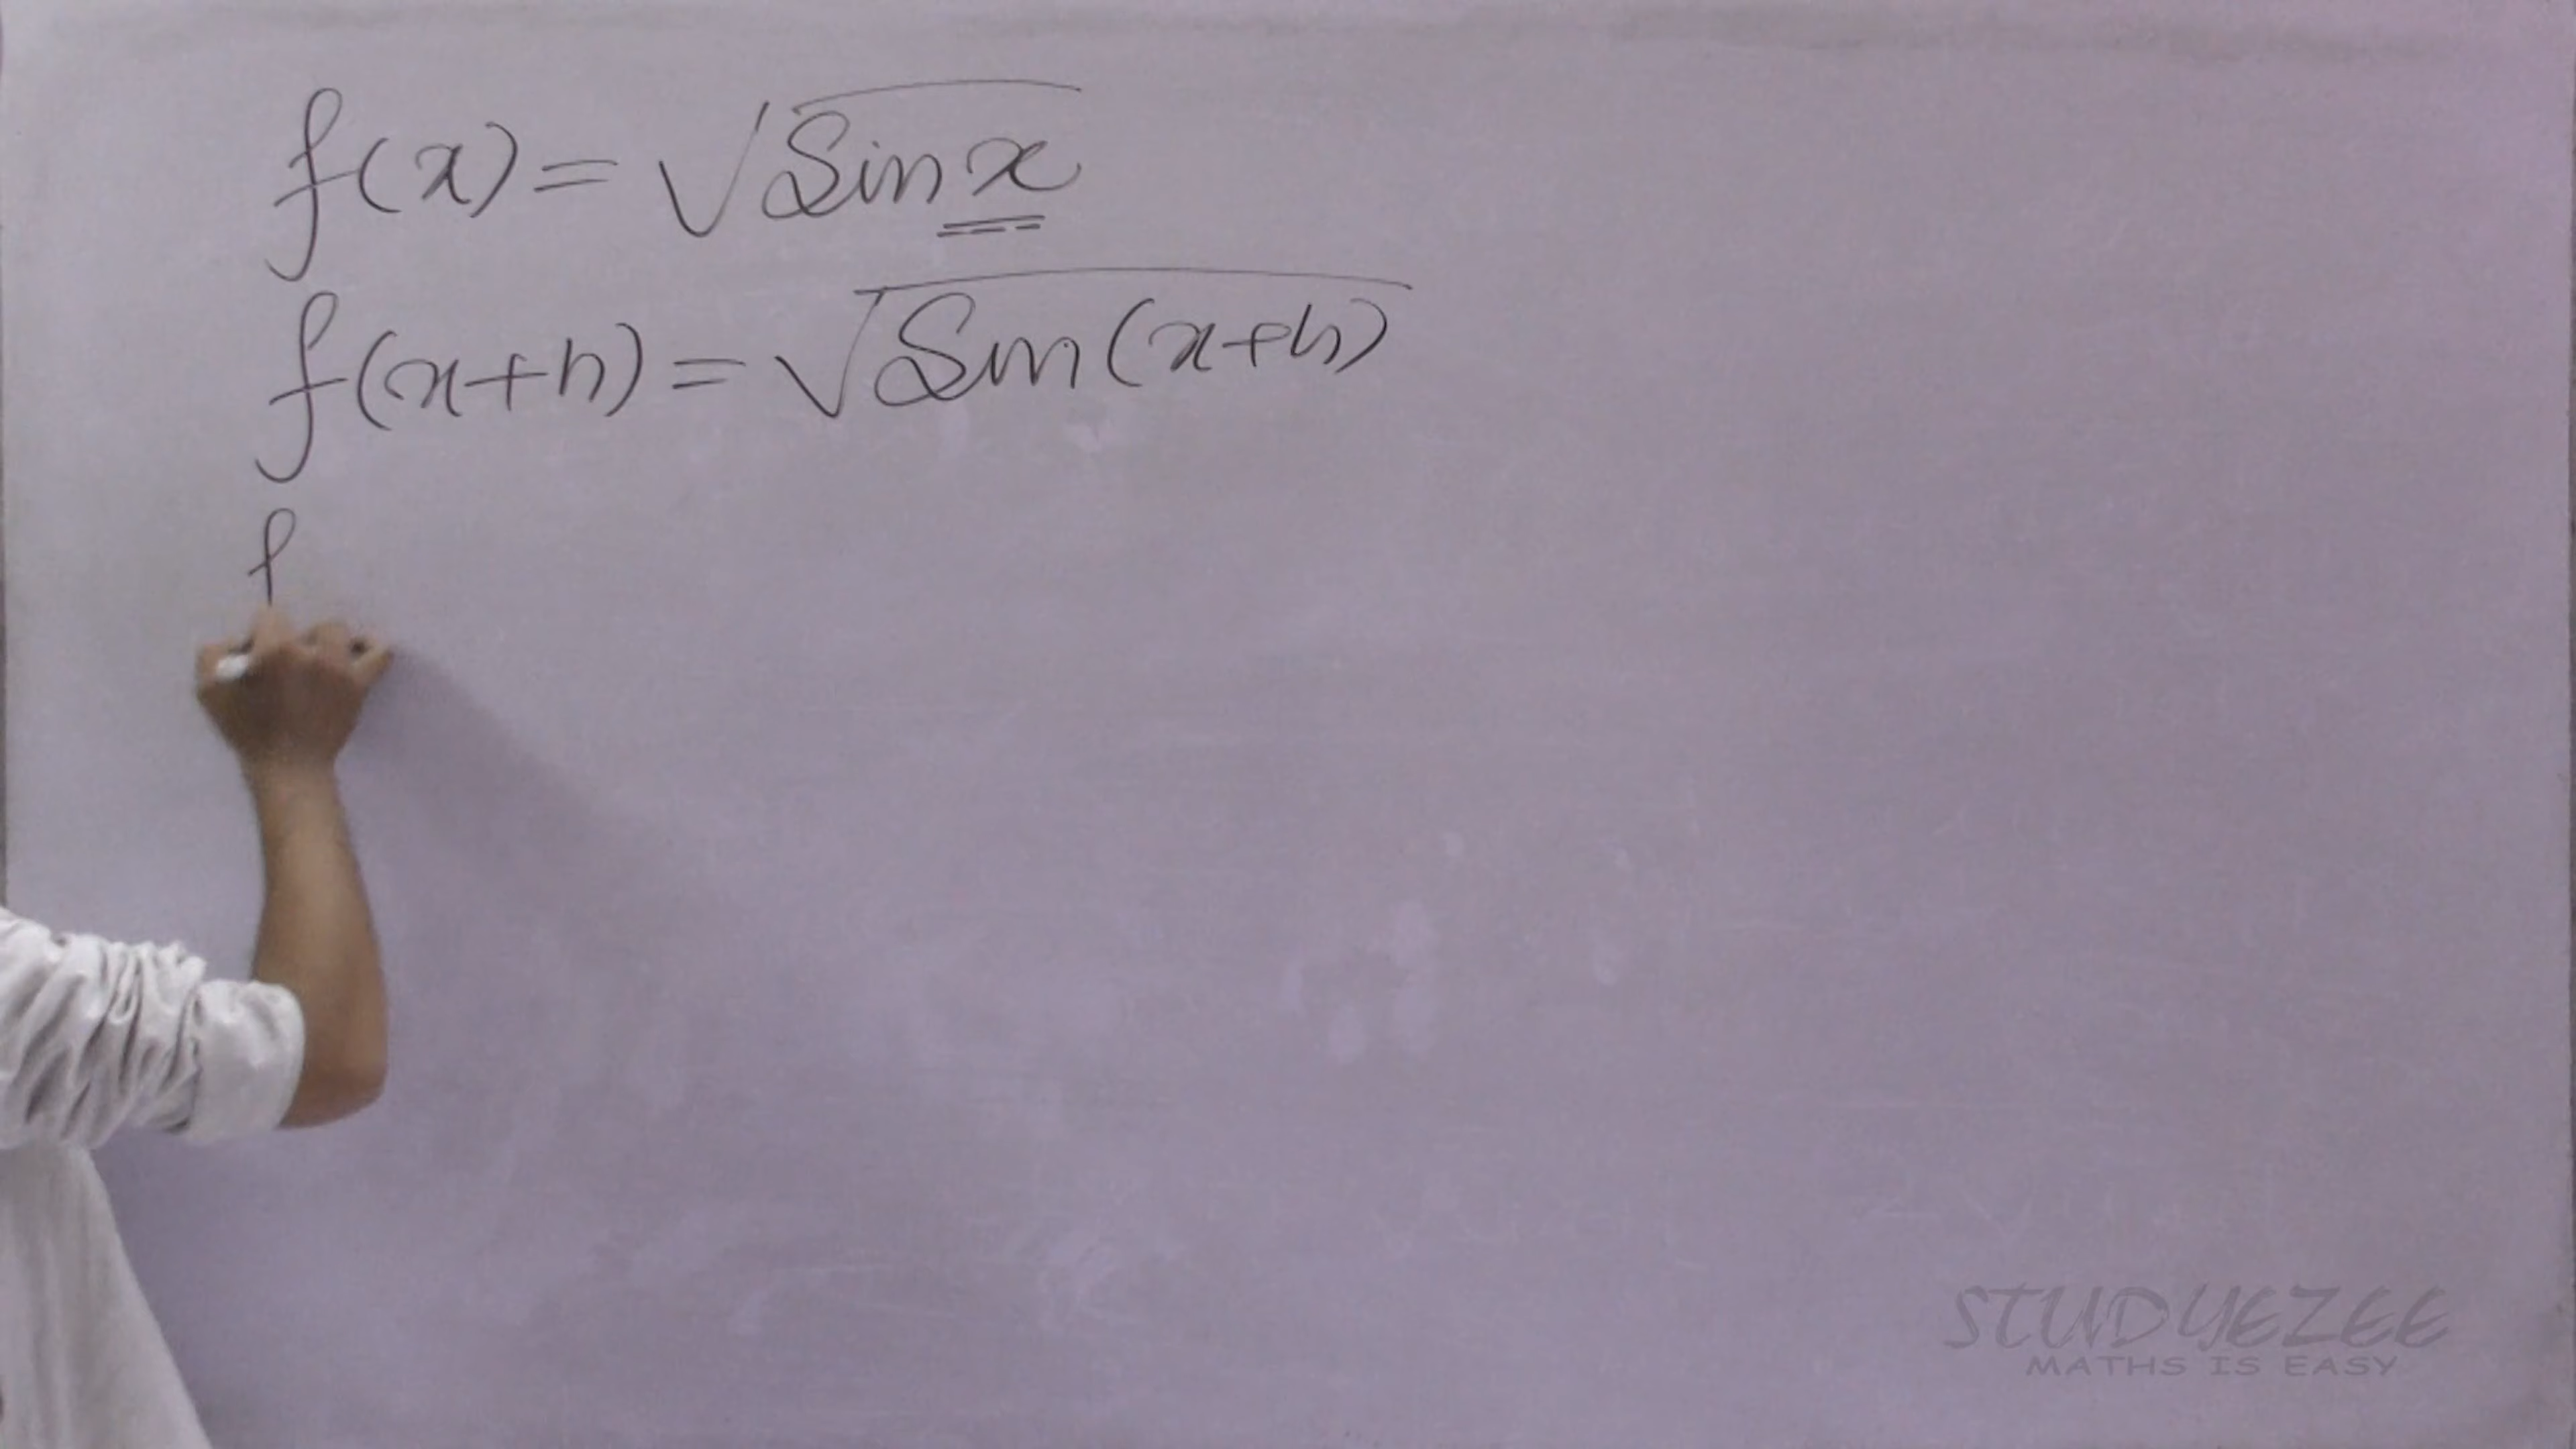 f(x) = √Sin x
f(x+h) = √Sin(x+h)
f
STUDYEZEE
MATHS IS EASY